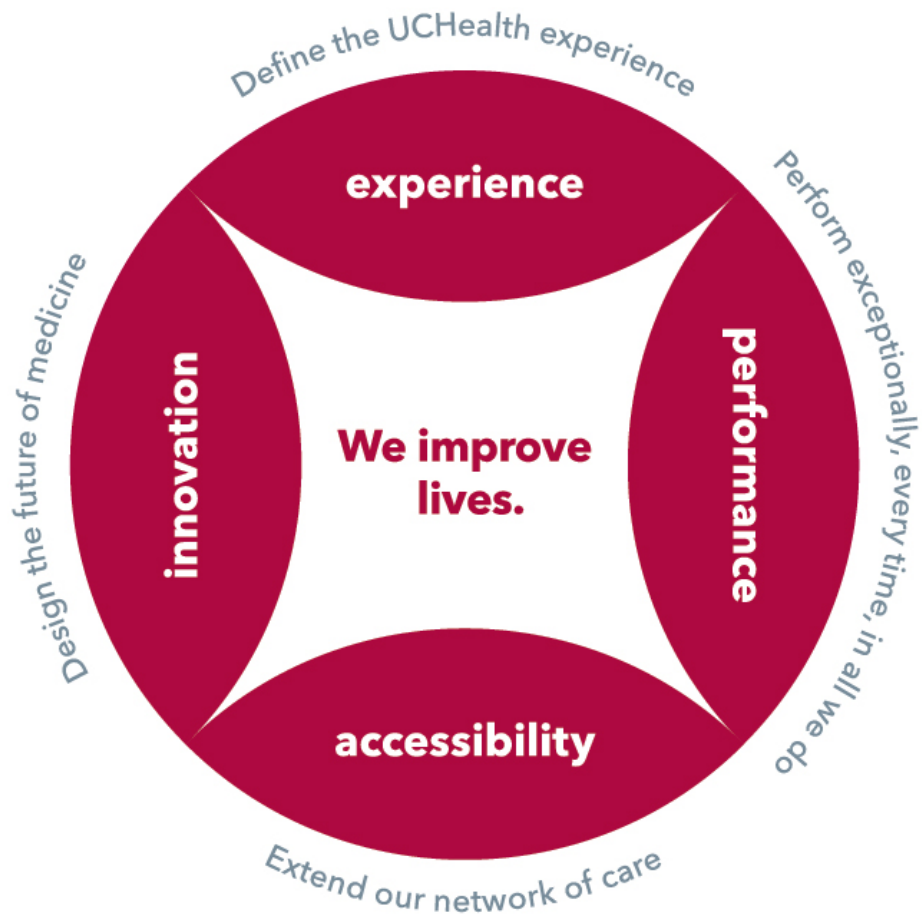 Define the UCHealth experience
experience
Perform exceptionally, every time, in all we do
performance
We improve
lives.
innovation
Design the future of medicine
accessibility
Extend our network of care